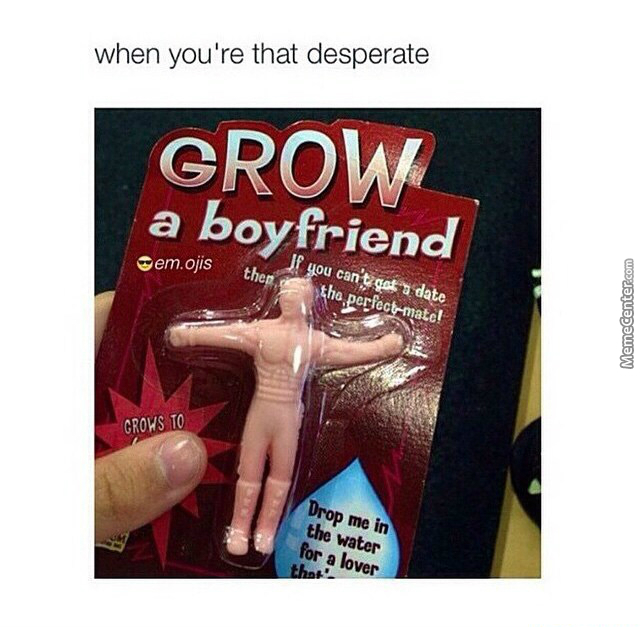 when you're that desperate
GROW
a boyfriend
em.ojis
If you can't get a date
then
the perfect mate!
GROWS TO
Drop me in
the water
for a lover
that's
MemeCenter.com